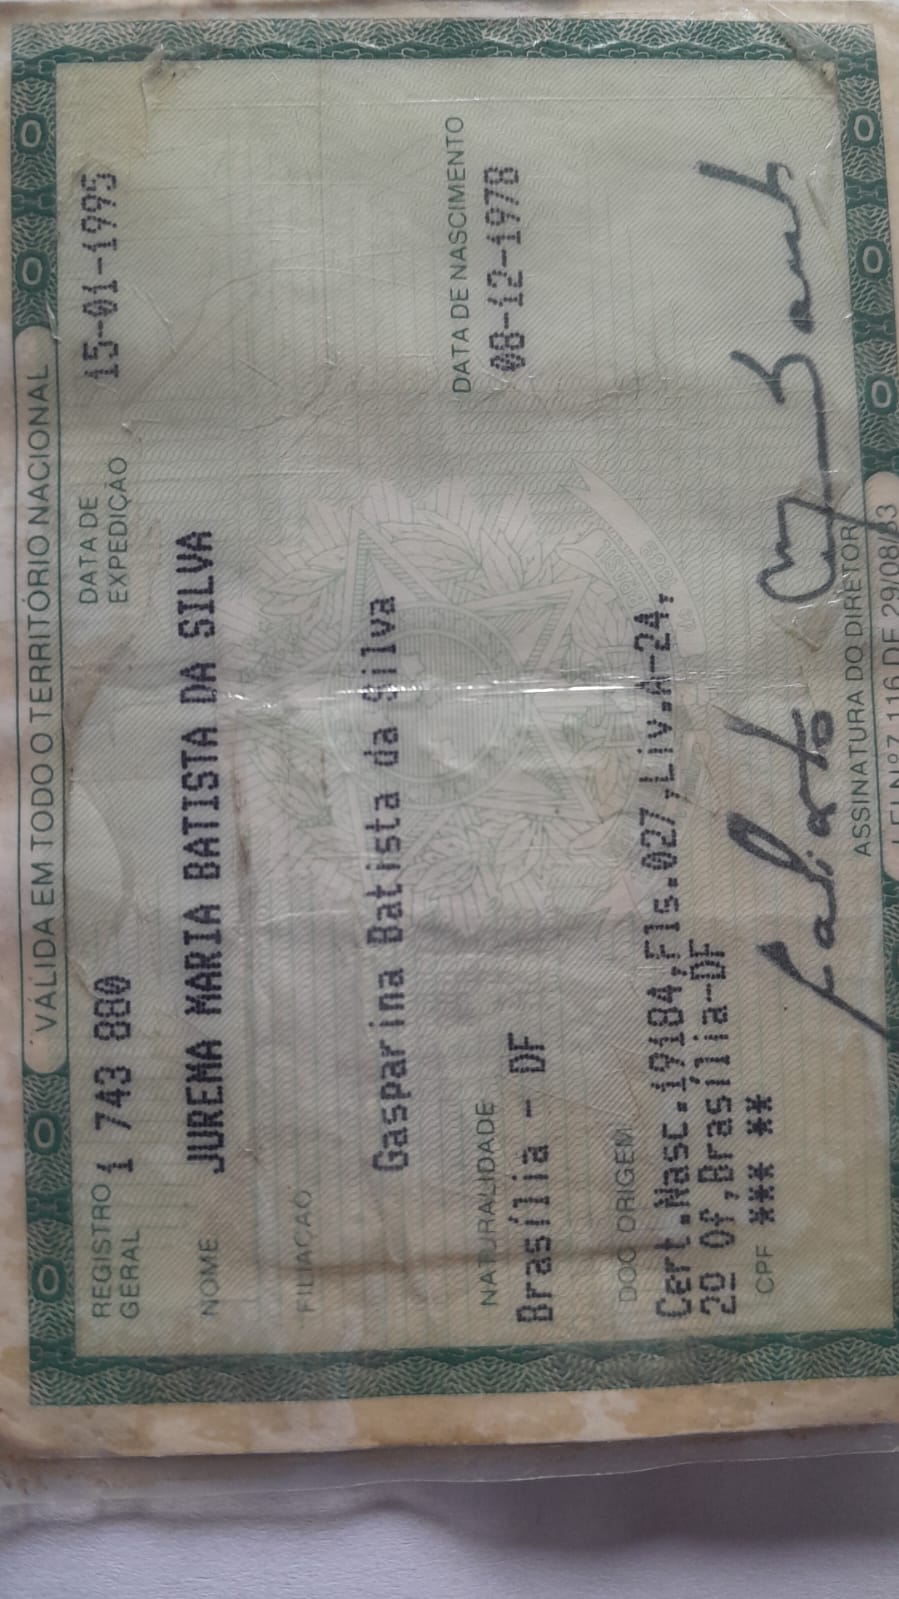 VÁLIDA EM TODO O TERRITÓRIO NACIONAL
REGISTRO GERAL 1 743 880 DATA DE EXPEDIÇÃO 15-01-1995
NOME JUREMA MARIA BATISTA DA SILVA
FILIAÇÃO
Gasparina Batista da Silva
NATURALIDADE DATA DE NASCIMENTO
Brasília - DF 08-12-1978
DOC ORIGEM
Cert.Nasc.19184,Fls.027,Liv.A-24,
2º Of,Brasília-DF
CPF *** **
ASSINATURA DO DIRETOR
LEI Nº 7.116 DE 29/08/83